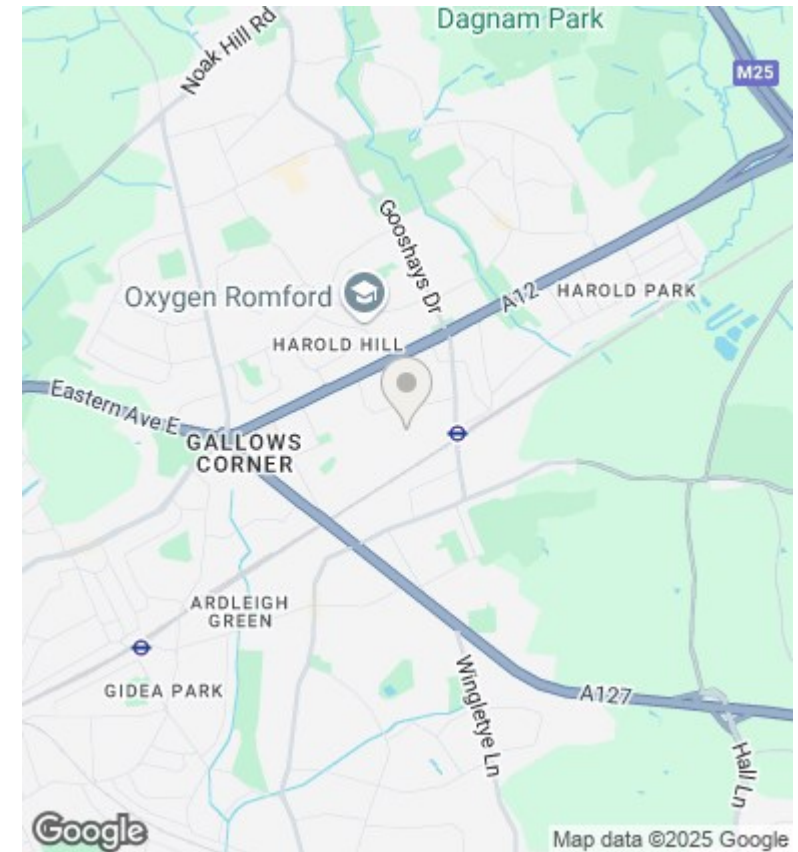 Dagnam Park
Noak Hill Rd
M25
Gooshays Dr
Oxygen Romford
A12
HAROLD PARK
HAROLD HILL
Eastern Ave E
GALLOWS
CORNER
ARDLEIGH
GREEN
GIDEA PARK
Wingletye Ln
A127
Hall Ln
Google
Map data ©2025 Google